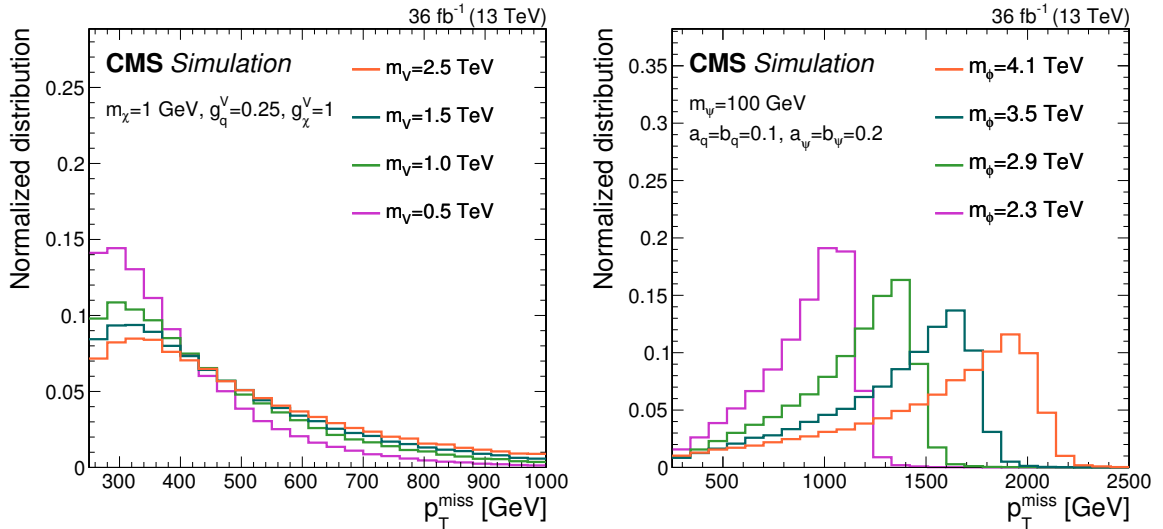 36 fb⁻¹ (13 TeV)
CMS Simulation
m_χ=1 GeV, g_q^V=0.25, g_χ^V=1
m_V=2.5 TeV
m_V=1.5 TeV
m_V=1.0 TeV
m_V=0.5 TeV
Normalized distribution
0.25
0.2
0.15
0.1
0.05
0
300 400 500 600 700 800 900 1000
p_T^miss [GeV]
36 fb⁻¹ (13 TeV)
CMS Simulation
m_ψ=100 GeV
a_q=b_q=0.1, a_ψ=b_ψ=0.2
m_ϕ=4.1 TeV
m_ϕ=3.5 TeV
m_ϕ=2.9 TeV
m_ϕ=2.3 TeV
Normalized distribution
0.35
0.3
0.25
0.2
0.15
0.1
0.05
0
500 1000 1500 2000 2500
p_T^miss [GeV]